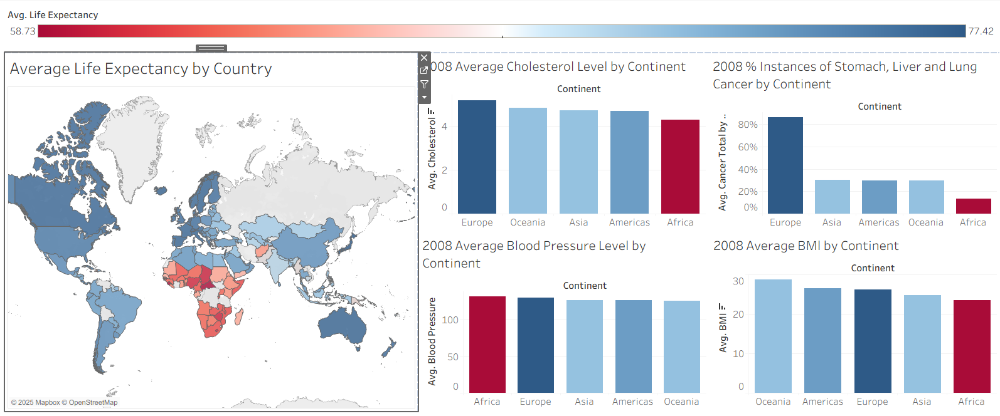 Avg. Life Expectancy
58.73
77.42
Average Life Expectancy by Country
© 2025 Mapbox © OpenStreetMap
008 Average Cholesterol Level by Continent
Continent
Avg. Cholesterol
4
2
0
Europe
Oceania
Asia
Americas
Africa
2008 % Instances of Stomach, Liver and Lung
Cancer by Continent
Continent
Avg. Cancer Total by ..
80%
60%
40%
20%
0%
Europe
Asia
Americas
Oceania
Africa
2008 Average Blood Pressure Level by
Continent
Continent
Avg. Blood Pressure
100
50
0
Africa
Europe
Asia
Americas
Oceania
2008 Average BMI by Continent
Continent
Avg. BMI
30
20
10
0
Oceania
Americas
Europe
Asia
Africa